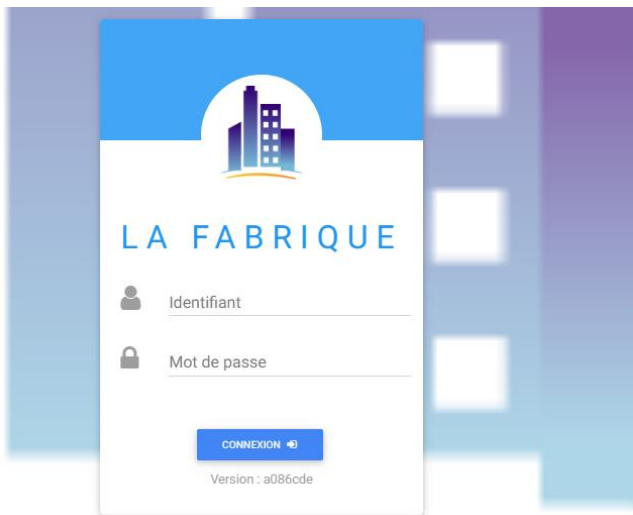 LA FABRIQUE
Identifiant
Mot de passe
CONNEXION
Version : a086cde